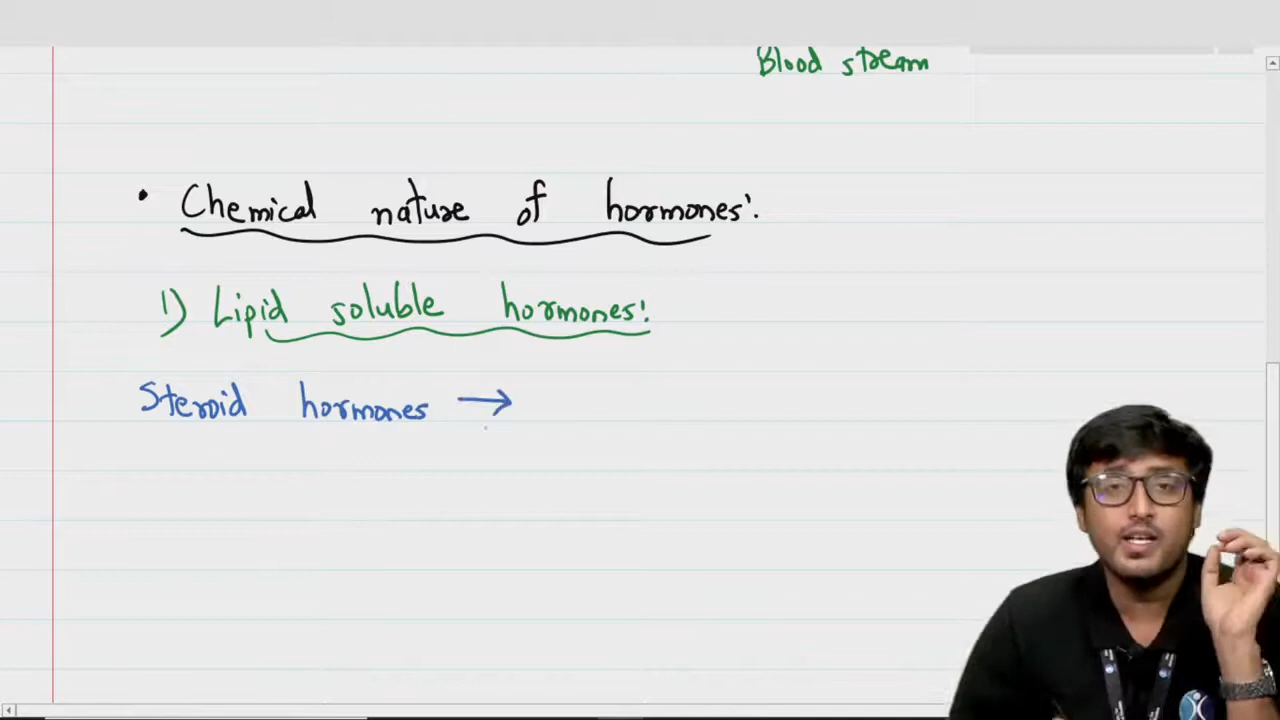 Blood stream
• Chemical nature of hormones:
1) Lipid soluble hormones:
Steroid hormones →